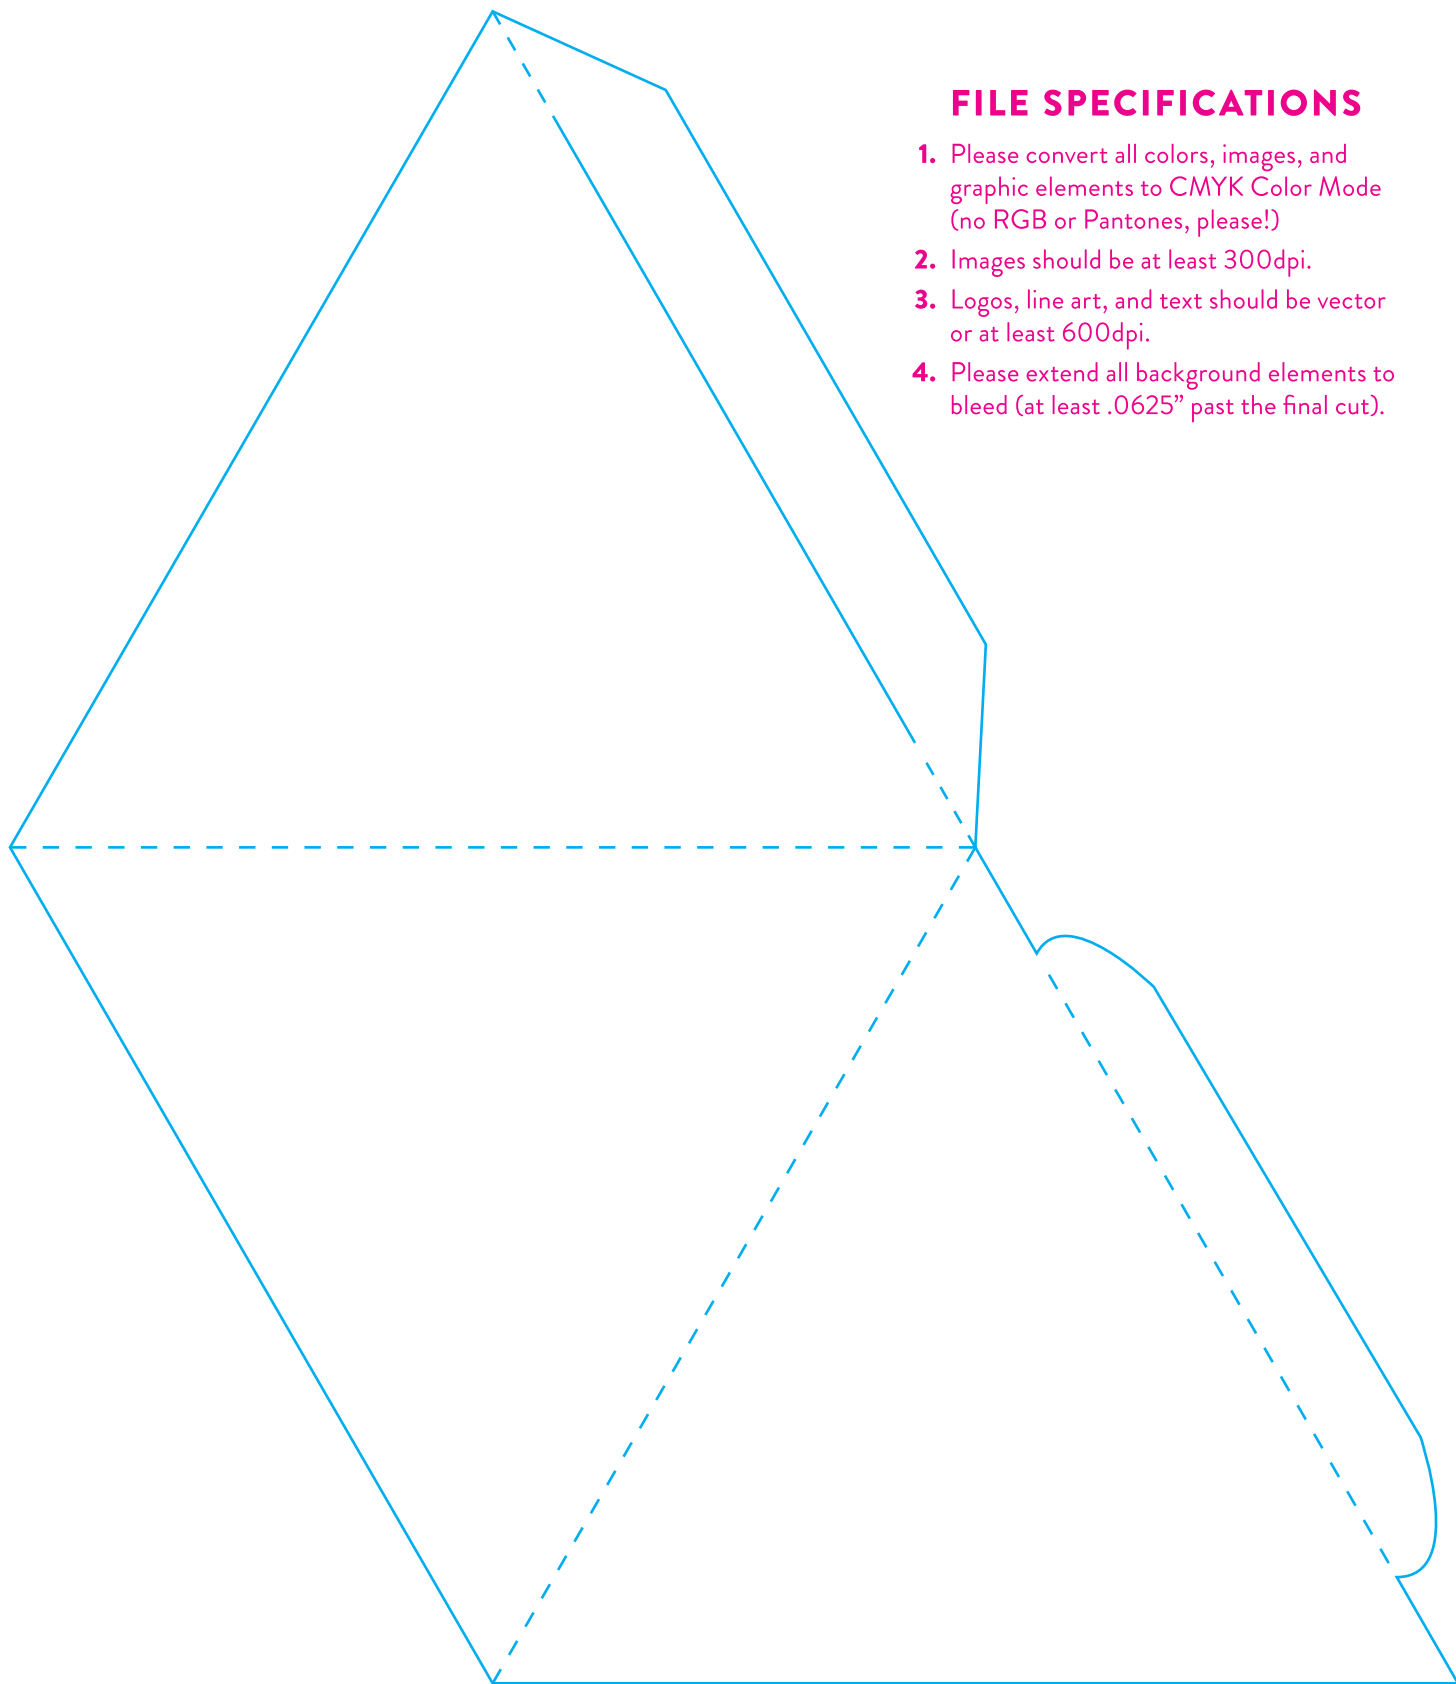 FILE SPECIFICATIONS
1. Please convert all colors, images, and
graphic elements to CMYK Color Mode
(no RGB or Pantones, please!)
2. Images should be at least 300dpi.
3. Logos, line art, and text should be vector
or at least 600dpi.
4. Please extend all background elements to
bleed (at least .0625” past the final cut).